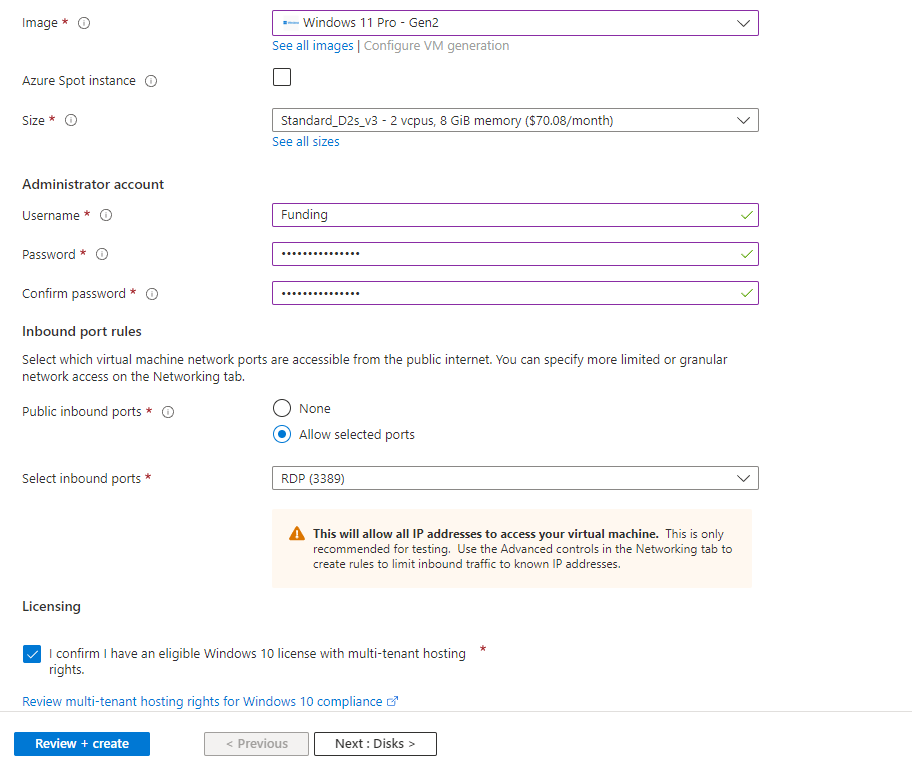 Image *
Windows 11 Pro - Gen2
See all images | Configure VM generation
Azure Spot instance
Size *
Standard_D2s_v3 - 2 vcpus, 8 GiB memory ($70.08/month)
See all sizes
Administrator account
Username *
Funding
Password *
•••••••••••••••
Confirm password *
•••••••••••••••
Inbound port rules
Select which virtual machine network ports are accessible from the public internet. You can specify more limited or granular
network access on the Networking tab.
Public inbound ports *
None
Allow selected ports
Select inbound ports *
RDP (3389)
This will allow all IP addresses to access your virtual machine. This is only
recommended for testing. Use the Advanced controls in the Networking tab to
create rules to limit inbound traffic to known IP addresses.
Licensing
I confirm I have an eligible Windows 10 license with multi-tenant hosting *
rights.
Review multi-tenant hosting rights for Windows 10 compliance
Review + create
< Previous
Next : Disks >